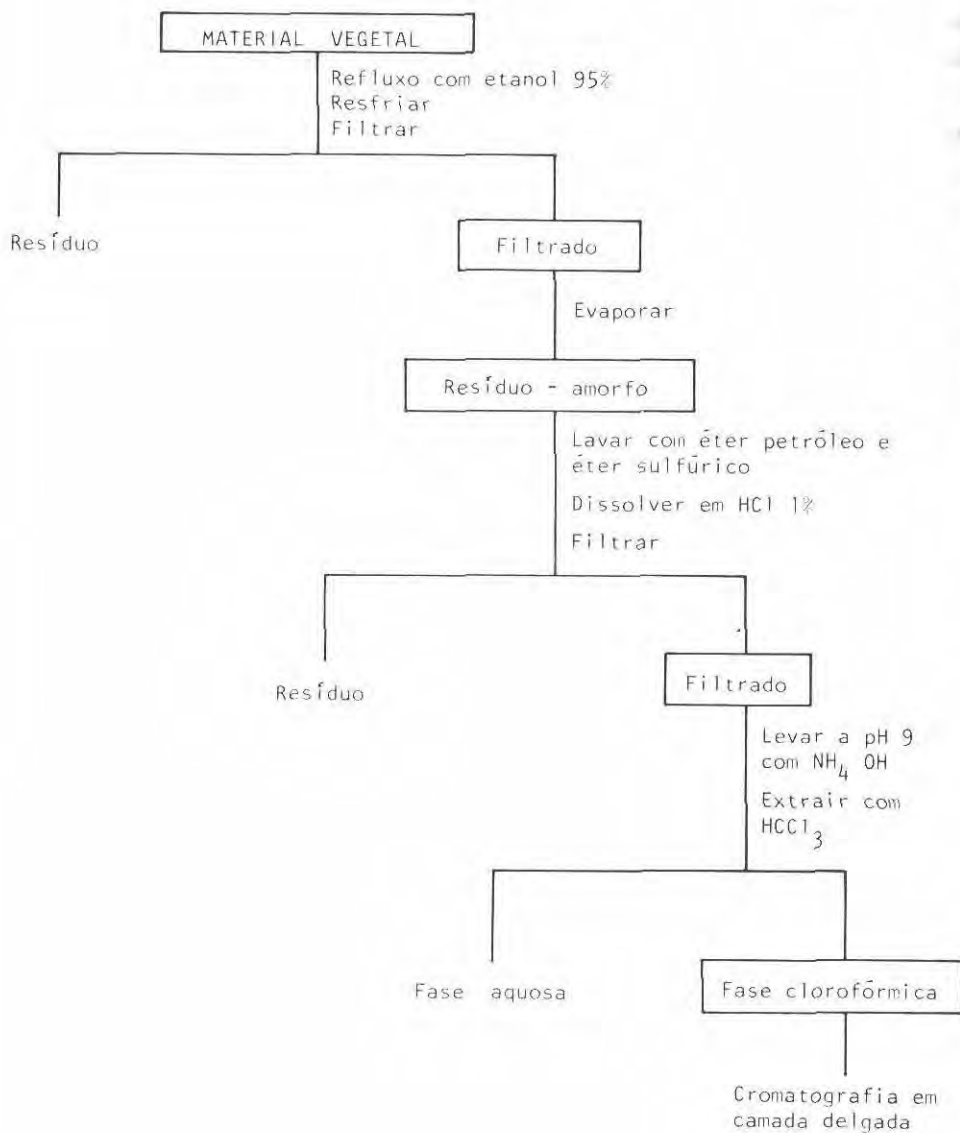 MATERIAL VEGETAL
Refluxo com etanol 95%
Resfriar
Filtrar
Resíduo
Filtrado
Evaporar
Resíduo - amorfo
Lavar com éter petróleo e
éter sulfúrico
Dissolver em HCl 1%
Filtrar
Resíduo
Filtrado
Levar a pH 9
com NH₄ OH
Extrair com
HCCl₃
Fase aquosa
Fase clorofórmica
Cromatografia em
camada delgada